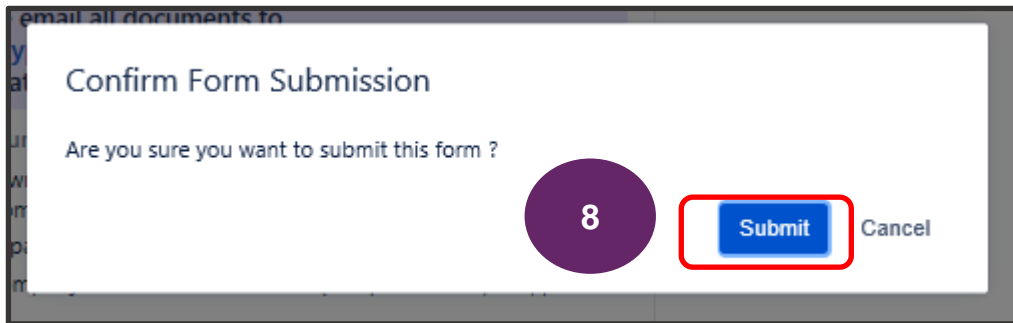 email all documents to
Confirm Form Submission
Are you sure you want to submit this form ?
8
Submit Cancel